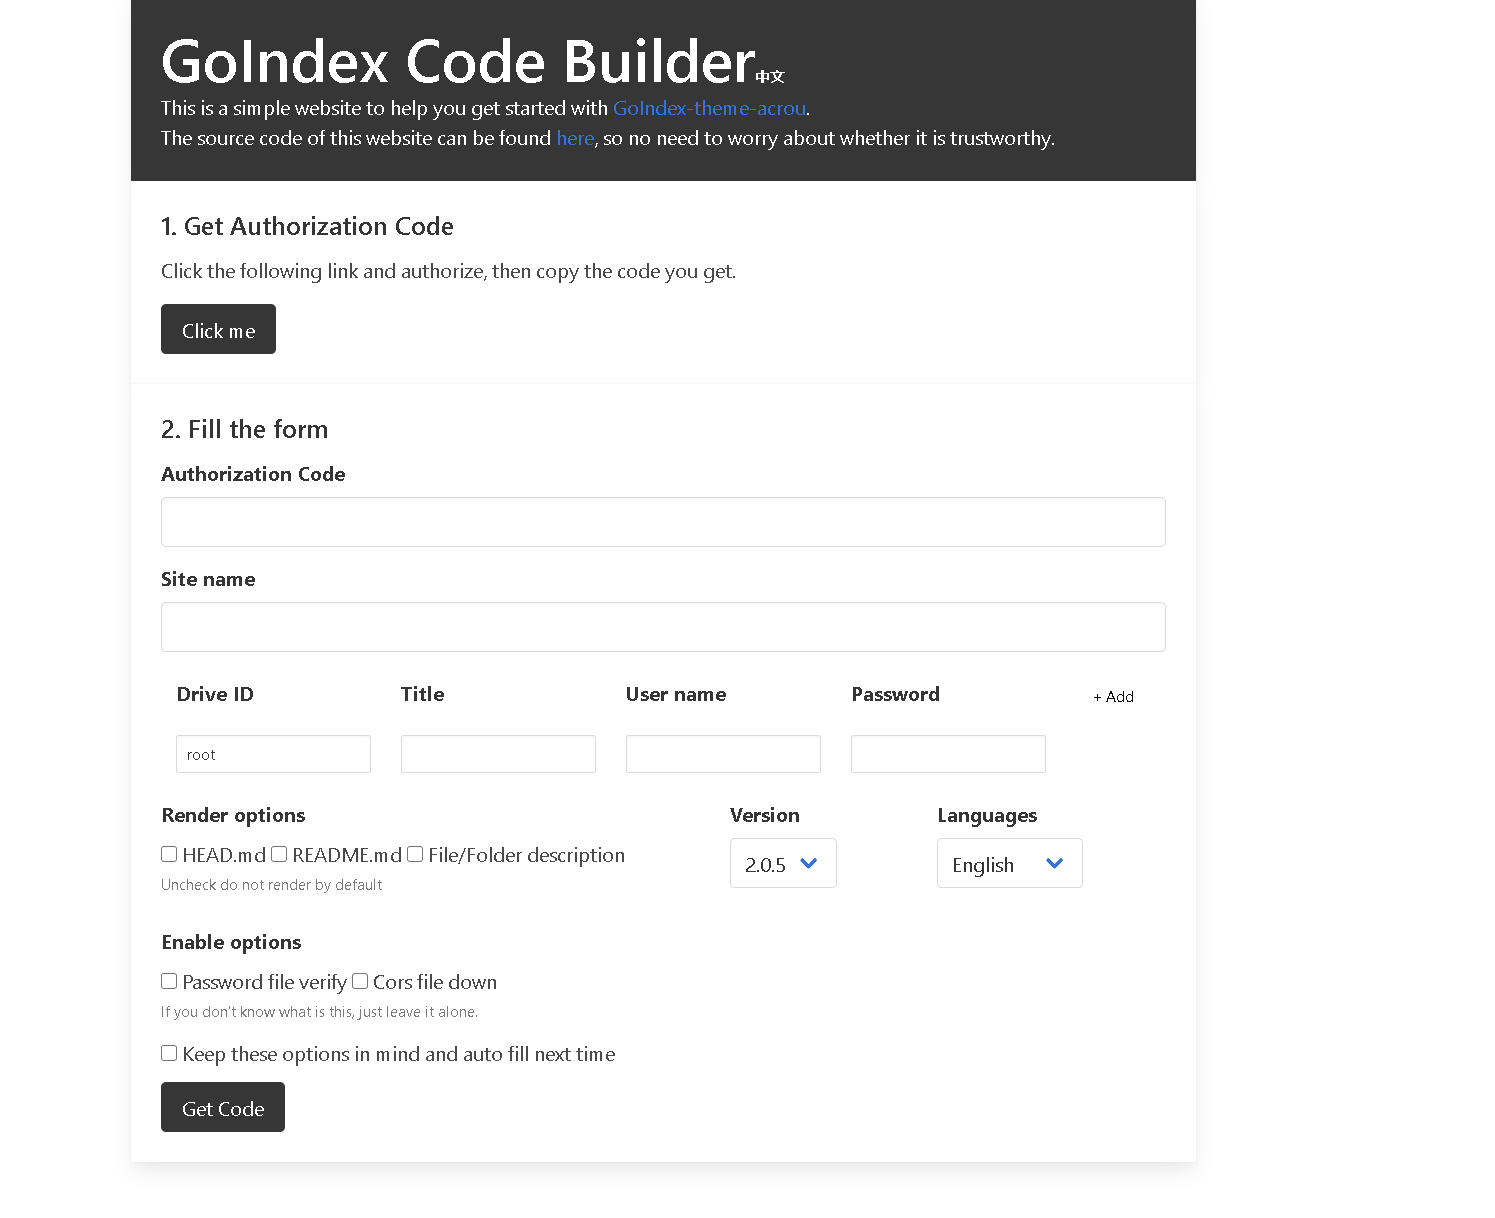 GoIndex Code Builder中文
This is a simple website to help you get started with GoIndex-theme-acrou.
The source code of this website can be found here, so no need to worry about whether it is trustworthy.
1. Get Authorization Code
Click the following link and authorize, then copy the code you get.
Click me
2. Fill the form
Authorization Code
Site name
Drive ID Title User name Password + Add
root
Render options Version Languages
HEAD.md README.md File/Folder description 2.0.5 English
Uncheck do not render by default
Enable options
Password file verify Cors file down
If you don't know what is this, just leave it alone.
Keep these options in mind and auto fill next time
Get Code